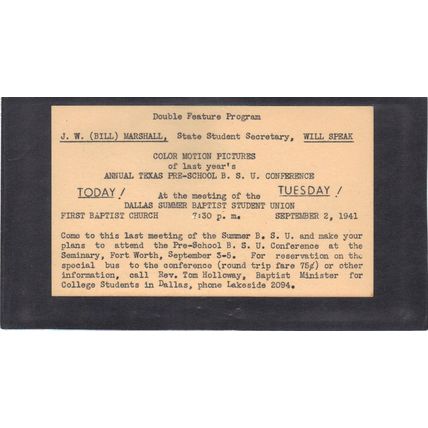 Double Feature Program
J. W. (BILL) MARSHALL, State Student Secretary, WILL SPEAK
COLOR MOTION PICTURES
of last year's
ANNUAL TEXAS PRE-SCHOOL B. S. U. CONFERENCE
TODAY! At the meeting of the TUESDAY!
DALLAS SUMMER BAPTIST STUDENT UNION
FIRST BAPTIST CHURCH 7:30 p. m. SEPTEMBER 2, 1941
Come to this last meeting of the Summer B. S. U. and make your
plans to attend the Pre-School B. S. U. Conference at the
Seminary, Fort Worth, September 3-5. For reservation on the
special bus to the conference (round trip fare 75¢) or other
information, call Rev. Tom Holloway, Baptist Minister for
College Students in Dallas, phone Lakeside 2094.